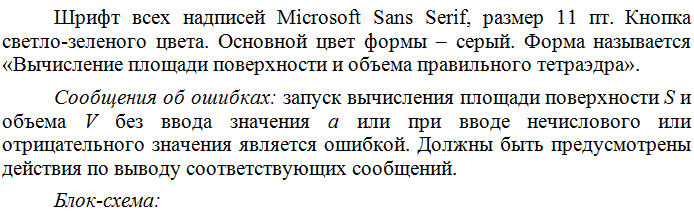 Шрифт всех надписей Microsoft Sans Serif, размер 11 пт. Кнопка
светло-зеленого цвета. Основной цвет формы – серый. Форма называется
«Вычисление площади поверхности и объема правильного тетраэдра».
Сообщения об ошибках: запуск вычисления площади поверхности S и
объема V без ввода значения a или при вводе нечислового или
отрицательного значения является ошибкой. Должны быть предусмотрены
действия по выводу соответствующих сообщений.
Блок-схема: